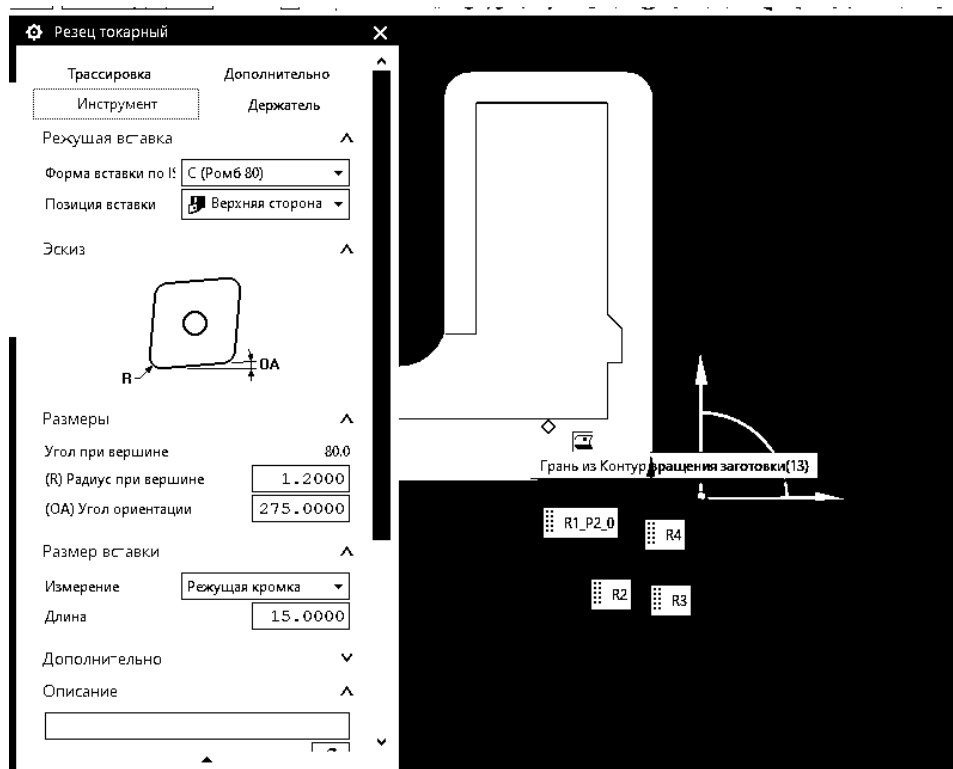 Резец токарный
Трассировка Дополнительно
Инструмент Держатель
Режущая вставка
Форма вставки по IS C (Ромб 80)
Позиция вставки Верхняя сторона
Эскиз
R
OA
Размеры
Угол при вершине 80.0
(R) Радиус при вершине 1.2000
(OA) Угол ориентации 275.0000
Размер вставки
Измерение Режущая кромка
Длина 15.0000
Дополнительно
Описание
Грань из Контур вращения заготовки(13)
R1_P2_0
R4
R2
R3